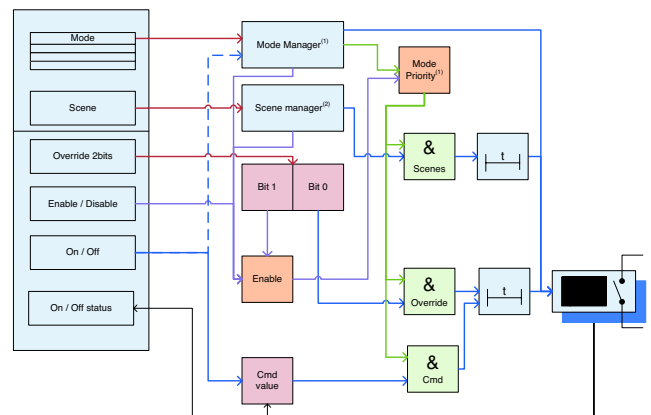 Mode
Mode Manager(1)
Mode
Priority(1)
Scene
Scene manager(2)
&
Scenes
t
Override 2bits
Bit 1
Bit 0
Enable / Disable
On / Off
Enable
&
Override
t
On / Off status
&
Cmd
Cmd
value